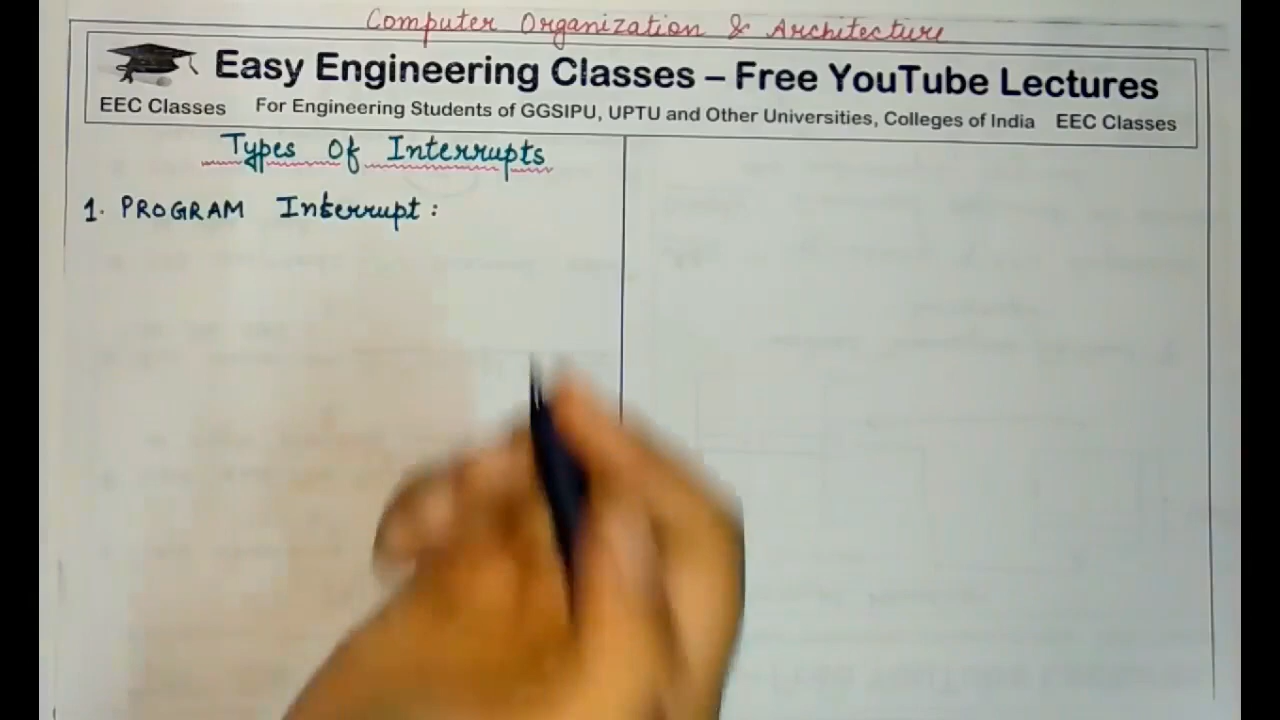 Computer Organization & Architecture
Easy Engineering Classes – Free YouTube Lectures
EEC Classes For Engineering Students of GGSIPU, UPTU and Other Universities, Colleges of India EEC Classes
Types Of Interrupts
1. PROGRAM Interrupt: